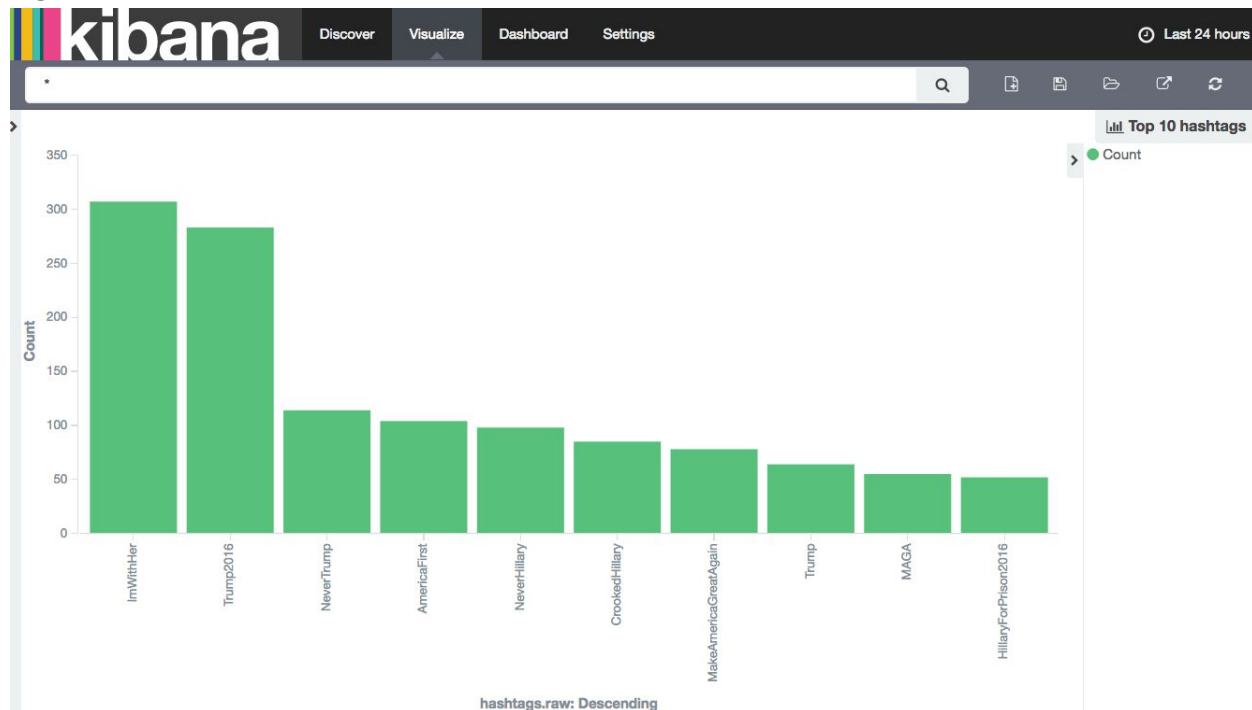 kibana
Discover Visualize Dashboard Settings
Last 24 hours
*
Top 10 hashtags
Count
350
300
250
200
150
100
50
0
Count
ImWithHer
Trump2016
NeverTrump
AmericaFirst
NeverHillary
CrookedHillary
MakeAmericaGreatAgain
Trump
MAGA
HillaryForPrison2016
hashtags.raw: Descending